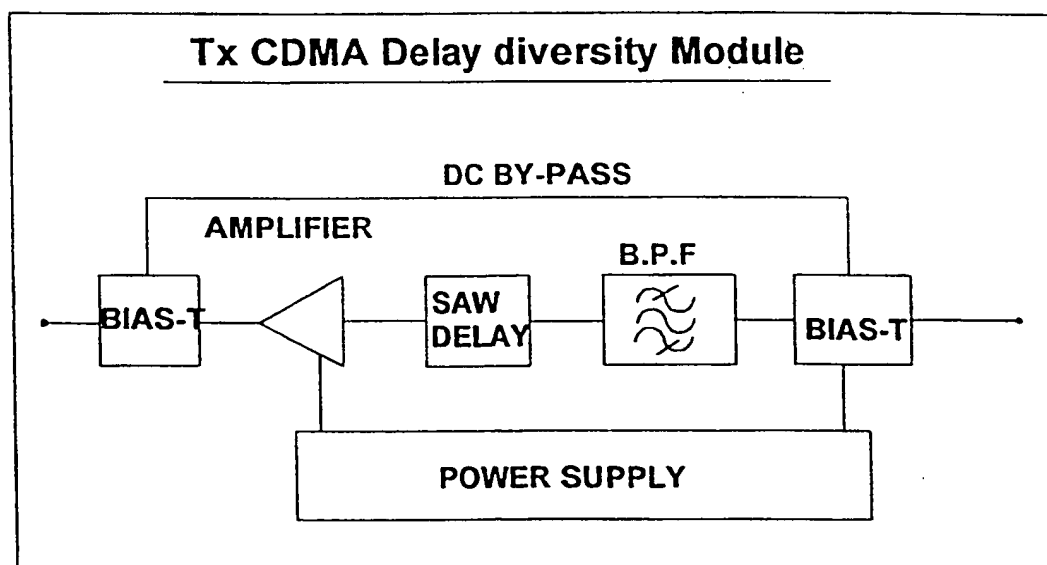 Tx CDMA Delay diversity Module
DC BY-PASS
AMPLIFIER
B.P.F
BIAS-T
SAW
DELAY
BIAS-T
POWER SUPPLY